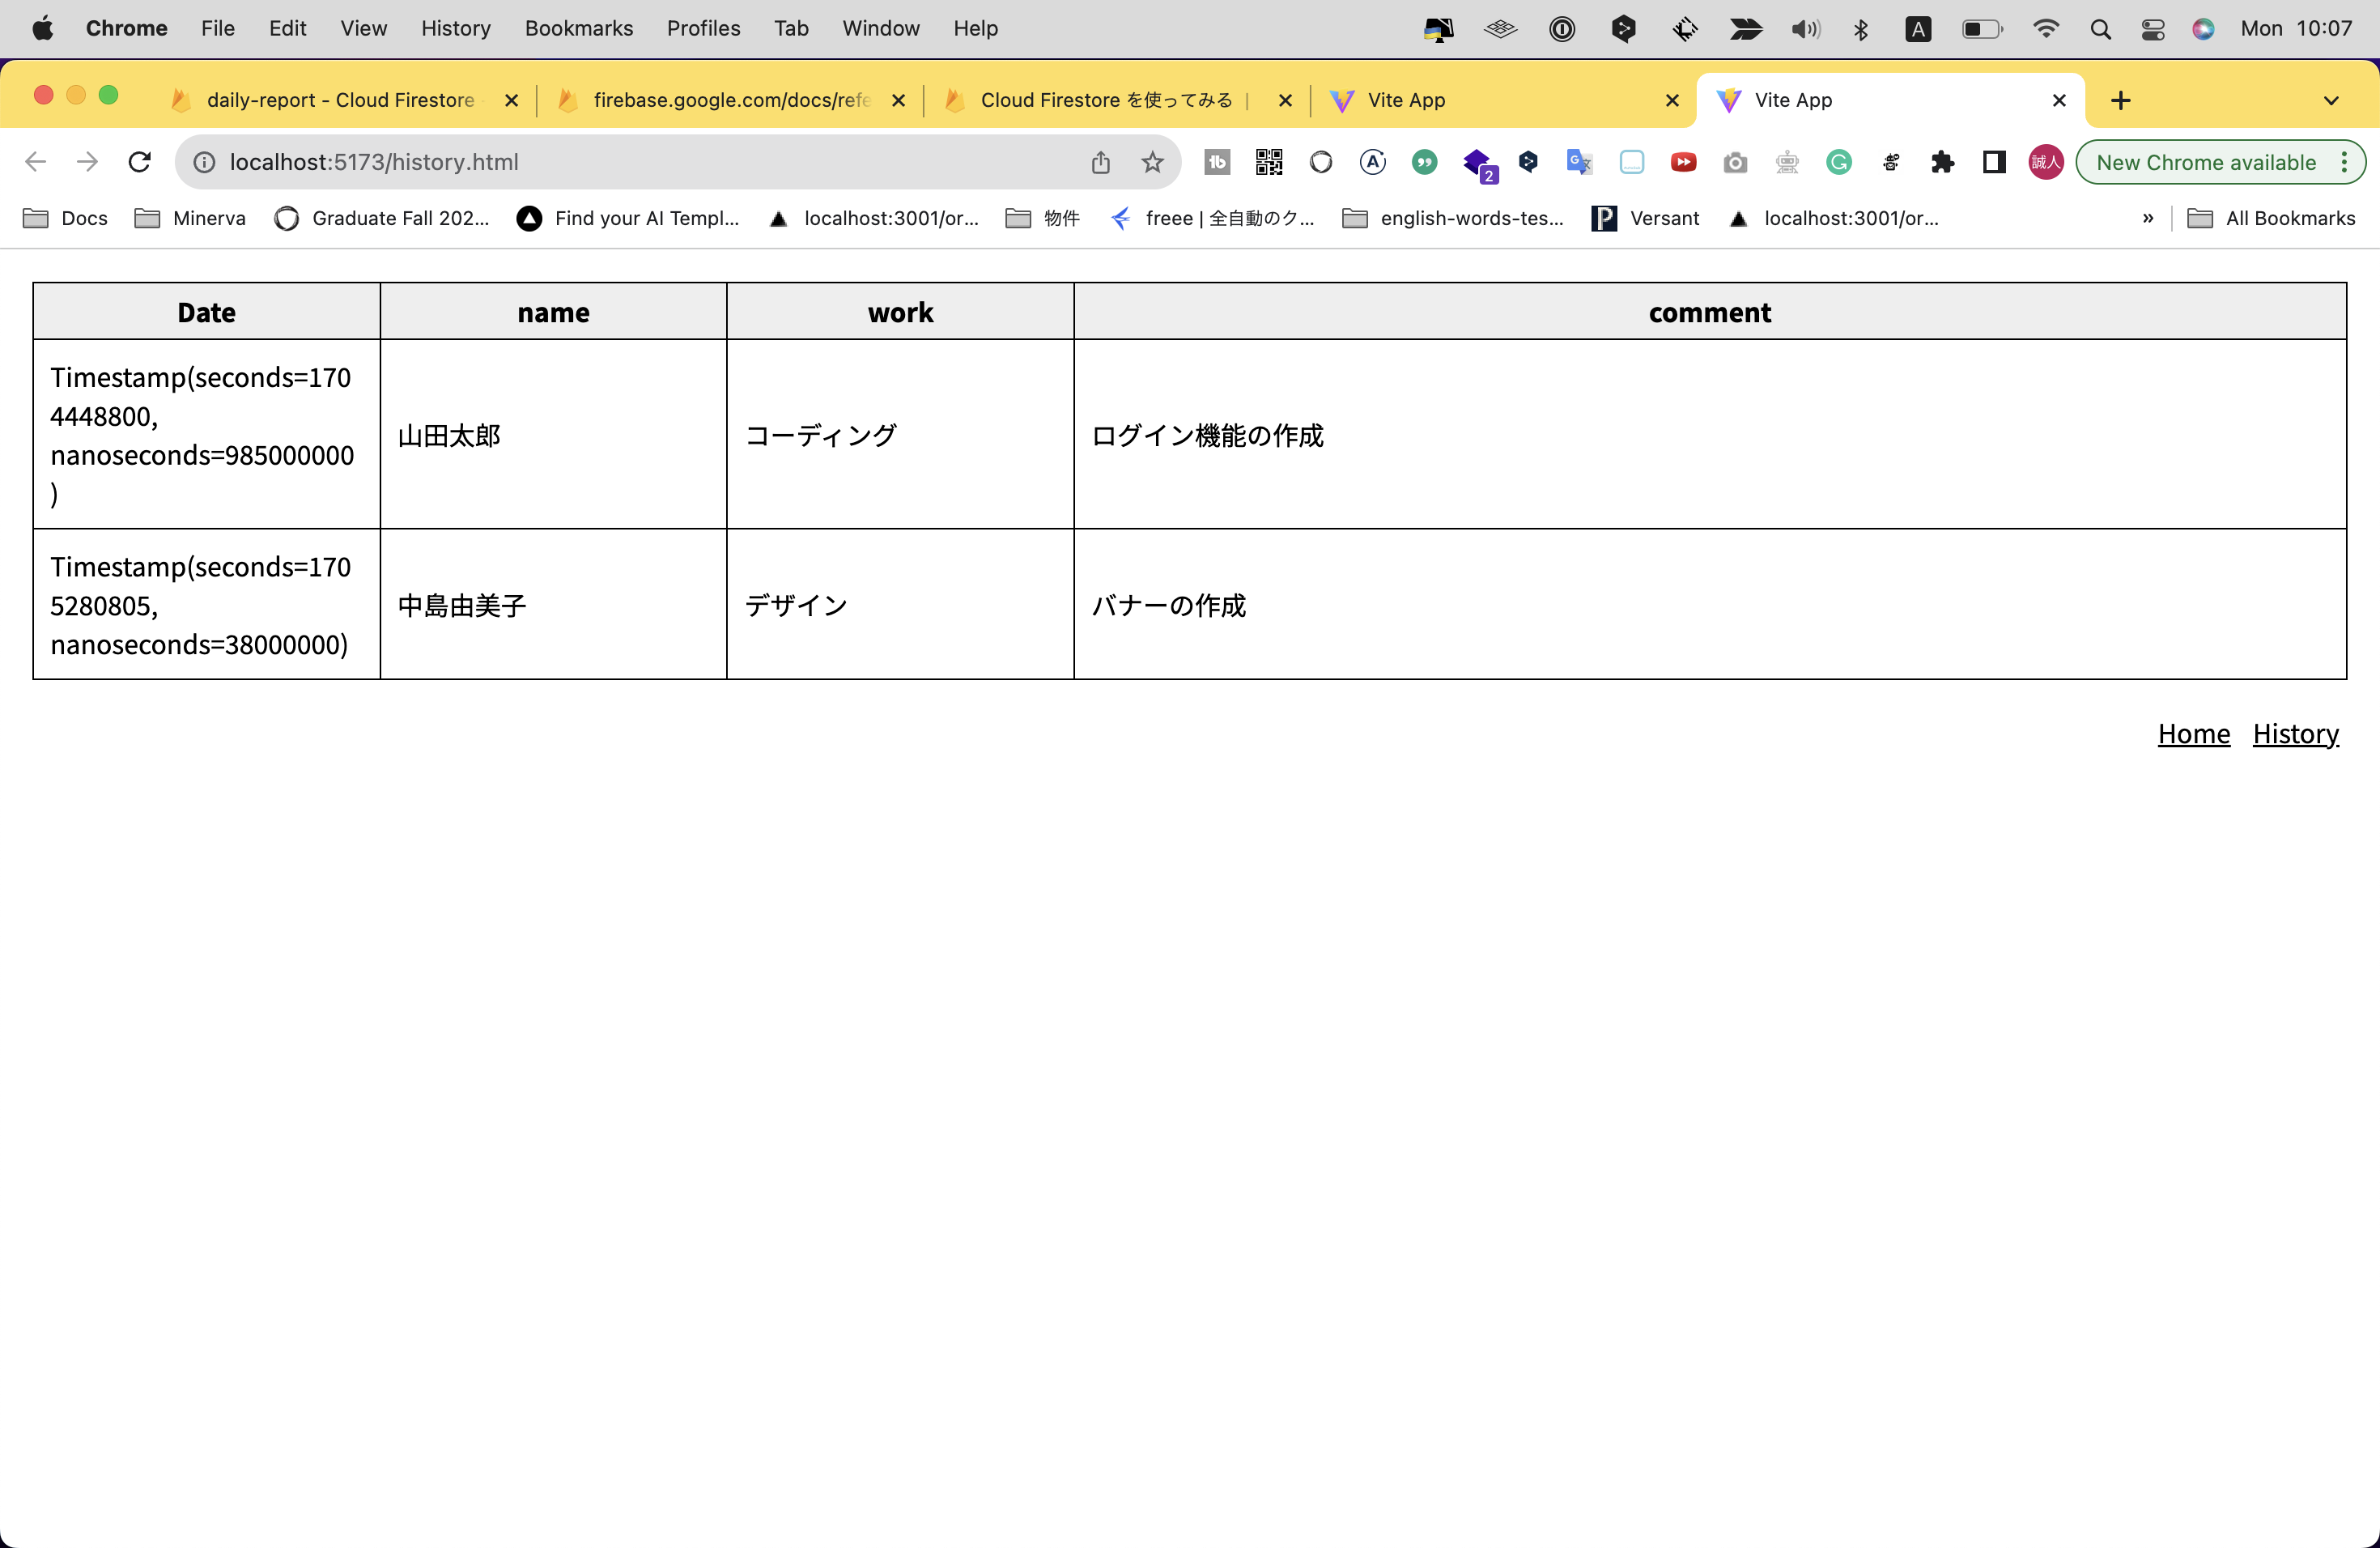 Chrome File Edit View History Bookmarks Profiles Tab Window Help A Mon 10:07
daily-report - Cloud Firestore firebase.google.com/docs/refe Cloud Firestore を使ってみる | Vite App Vite App
localhost:5173/history.html 2 誠人 New Chrome available
Docs Minerva Graduate Fall 202... Find your AI Templ... localhost:3001/or... 物件 freee | 全自動のク... english-words-tes... P Versant localhost:3001/or... » All Bookmarks
Date name work comment
Timestamp(seconds=170
4448800,
nanoseconds=985000000
)
山田太郎
コーディング
ログイン機能の作成
Timestamp(seconds=170
5280805,
nanoseconds=38000000)
中島由美子
デザイン
バナーの作成
Home History